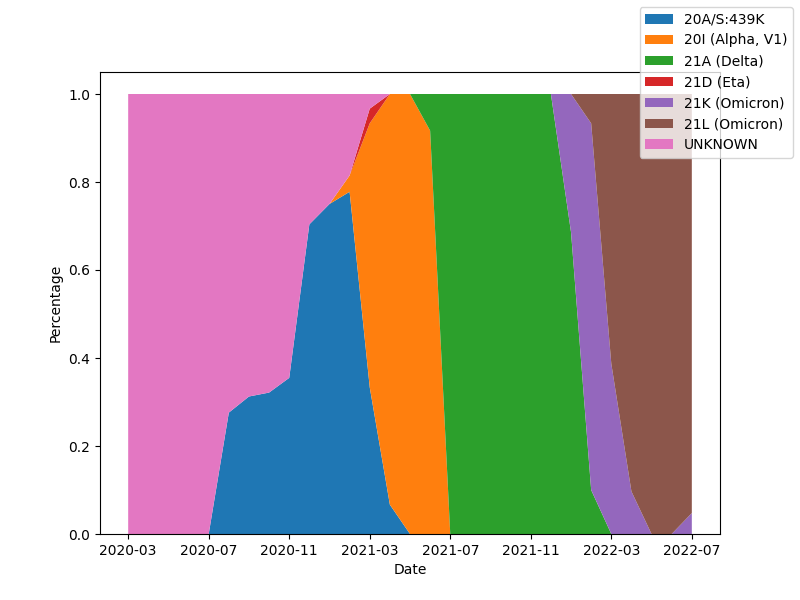 20A/S:439K
20I (Alpha, V1)
21A (Delta)
21D (Eta)
21K (Omicron)
21L (Omicron)
UNKNOWN
Percentage
1.0
0.8
0.6
0.4
0.2
0.0
2020-03 2020-07 2020-11 2021-03 2021-07 2021-11 2022-03 2022-07
Date